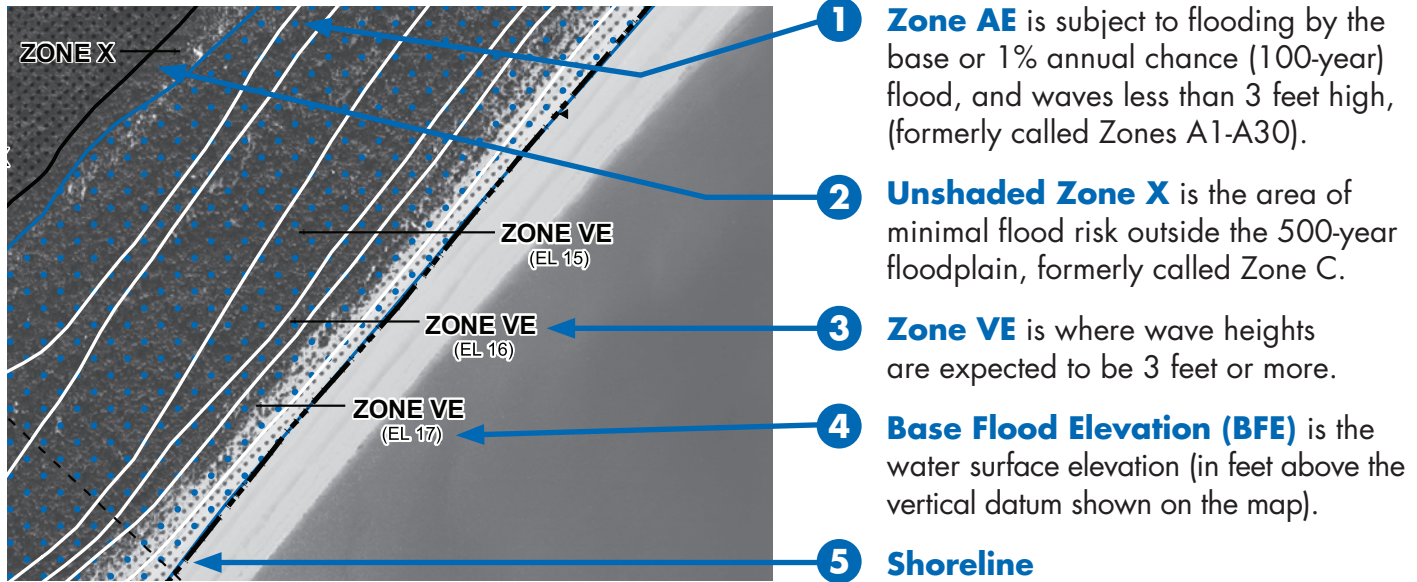 ZONE X
ZONE VE
(EL 15)
ZONE VE
(EL 16)
ZONE VE
(EL 17)
1 Zone AE is subject to flooding by the
base or 1% annual chance (100-year)
flood, and waves less than 3 feet high,
(formerly called Zones A1-A30).
2 Unshaded Zone X is the area of
minimal flood risk outside the 500-year
floodplain, formerly called Zone C.
3 Zone VE is where wave heights
are expected to be 3 feet or more.
4 Base Flood Elevation (BFE) is the
water surface elevation (in feet above the
vertical datum shown on the map).
5 Shoreline